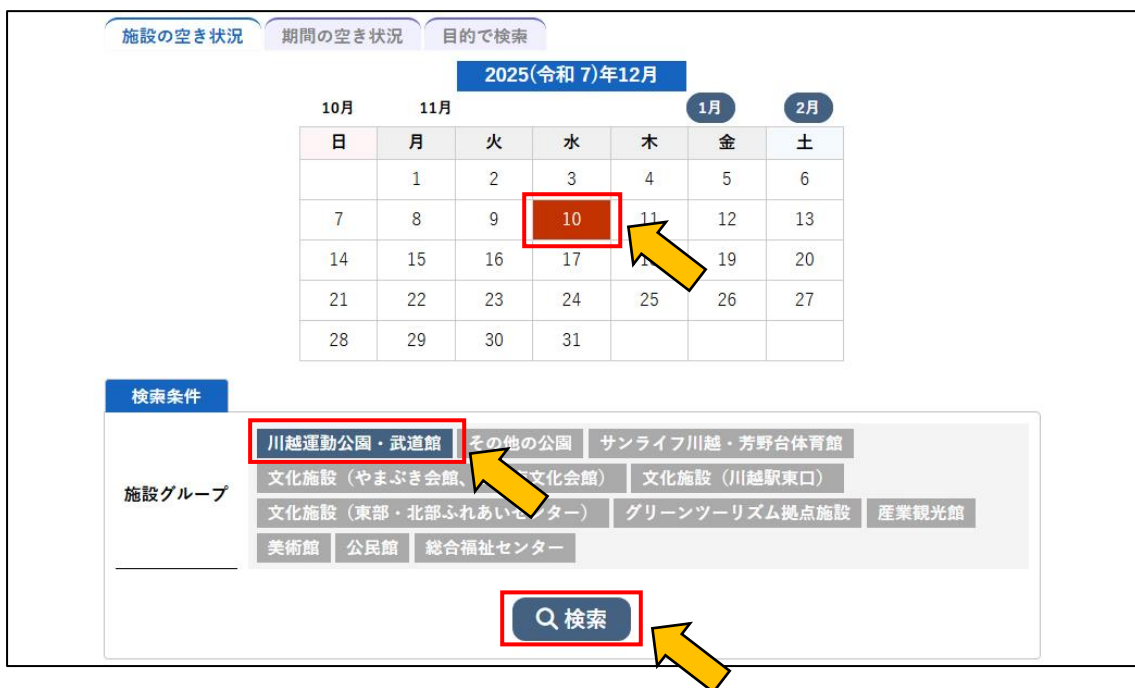 施設の空き状況 期間の空き状況 目的で検索
2025(令和 7)年12月
10月 11月 1月 2月
日 月 火 水 木 金 土
1 2 3 4 5 6
7 8 9 10 11 12 13
14 15 16 17 19 20
21 22 23 24 25 26 27
28 29 30 31
検索条件
施設グループ
川越運動公園・武道館 その他の公園 サンライフ川越・芳野台体育館
文化施設（やまぶき会館、 文化会館） 文化施設（川越駅東口）
文化施設（東部・北部ふれあいセンター） グリーンツーリズム拠点施設 産業観光館
美術館 公民館 総合福祉センター
検索